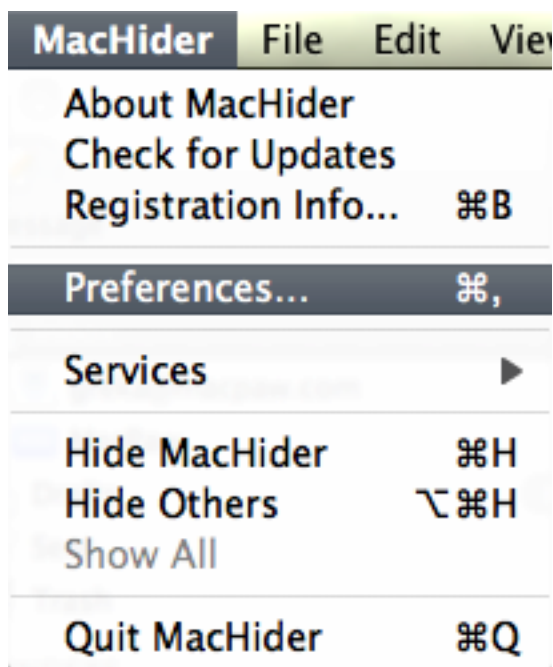 MacHider File Edit Vie
About MacHider
Check for Updates
Registration Info... ⌘B
Preferences... ⌘,
Services ▶
Hide MacHider ⌘H
Hide Others ⌥⌘H
Show All
Quit MacHider ⌘Q